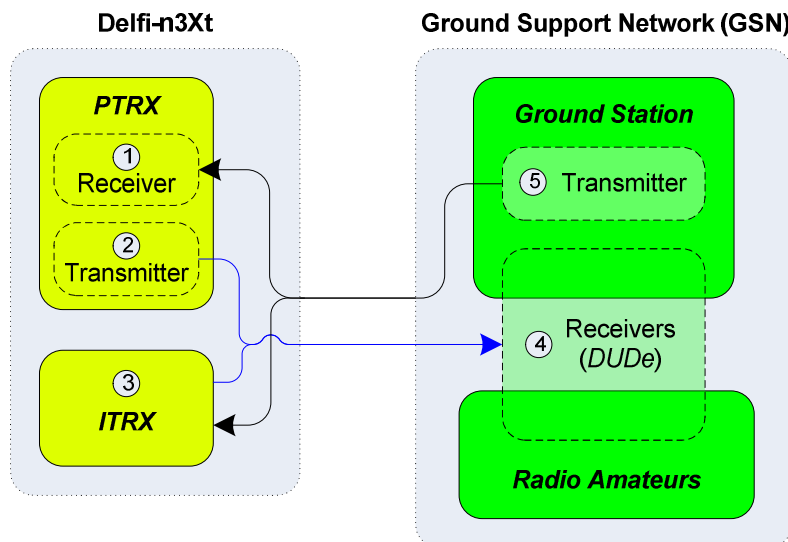 Delfi-n3Xt
PTRX
1
Receiver
2
Transmitter
3
ITRX
Ground Support Network (GSN)
Ground Station
5 Transmitter
4 Receivers
(DUDe)
Radio Amateurs